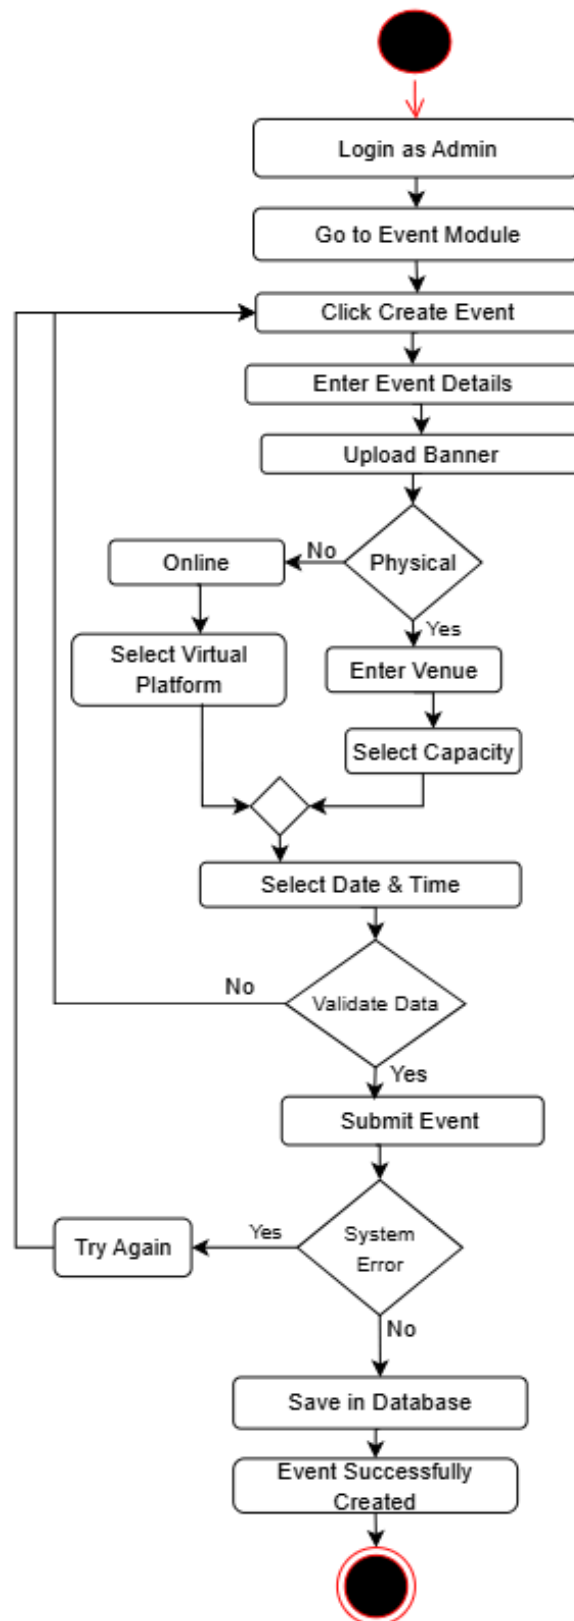 Login as Admin
Go to Event Module
Click Create Event
Enter Event Details
Upload Banner
Physical
No
Online
Yes
Select Virtual
Platform
Enter Venue
Select Capacity
Select Date & Time
Validate Data
No
Yes
Submit Event
System
Error
Yes
Try Again
No
Save in Database
Event Successfully
Created